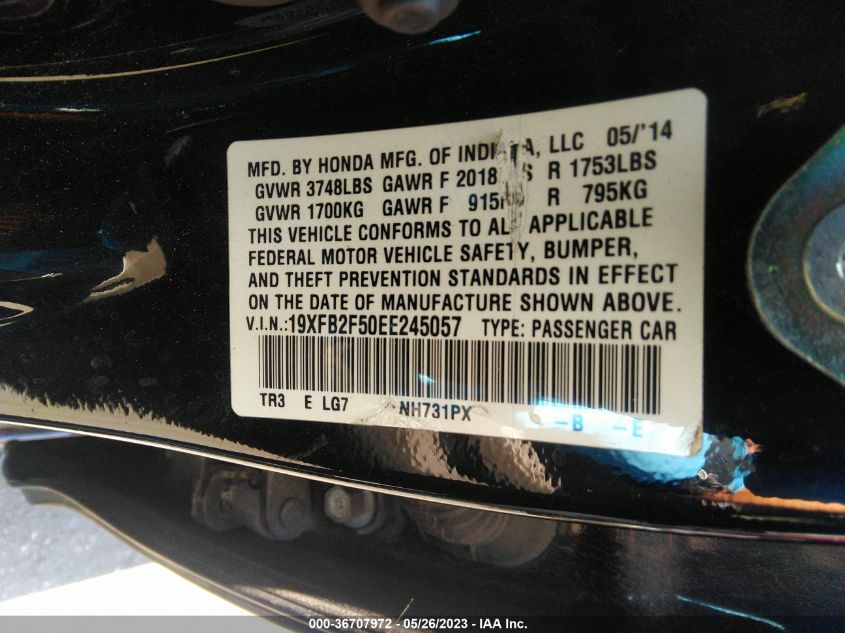 MFD. BY HONDA MFG. OF INDIANA, LLC 05/'14
GVWR 3748LBS GAWR F 2018 S R 1753LBS
GVWR 1700KG GAWR F 915 R 795KG
THIS VEHICLE CONFORMS TO ALL APPLICABLE
FEDERAL MOTOR VEHICLE SAFETY, BUMPER,
AND THEFT PREVENTION STANDARDS IN EFFECT
ON THE DATE OF MANUFACTURE SHOWN ABOVE.
V.I.N.:19XFB2F50EE245057 TYPE: PASSENGER CAR
TR3 E LG7 NH731PX -B -E
000-36707972 - 05/26/2023 - IAA Inc.